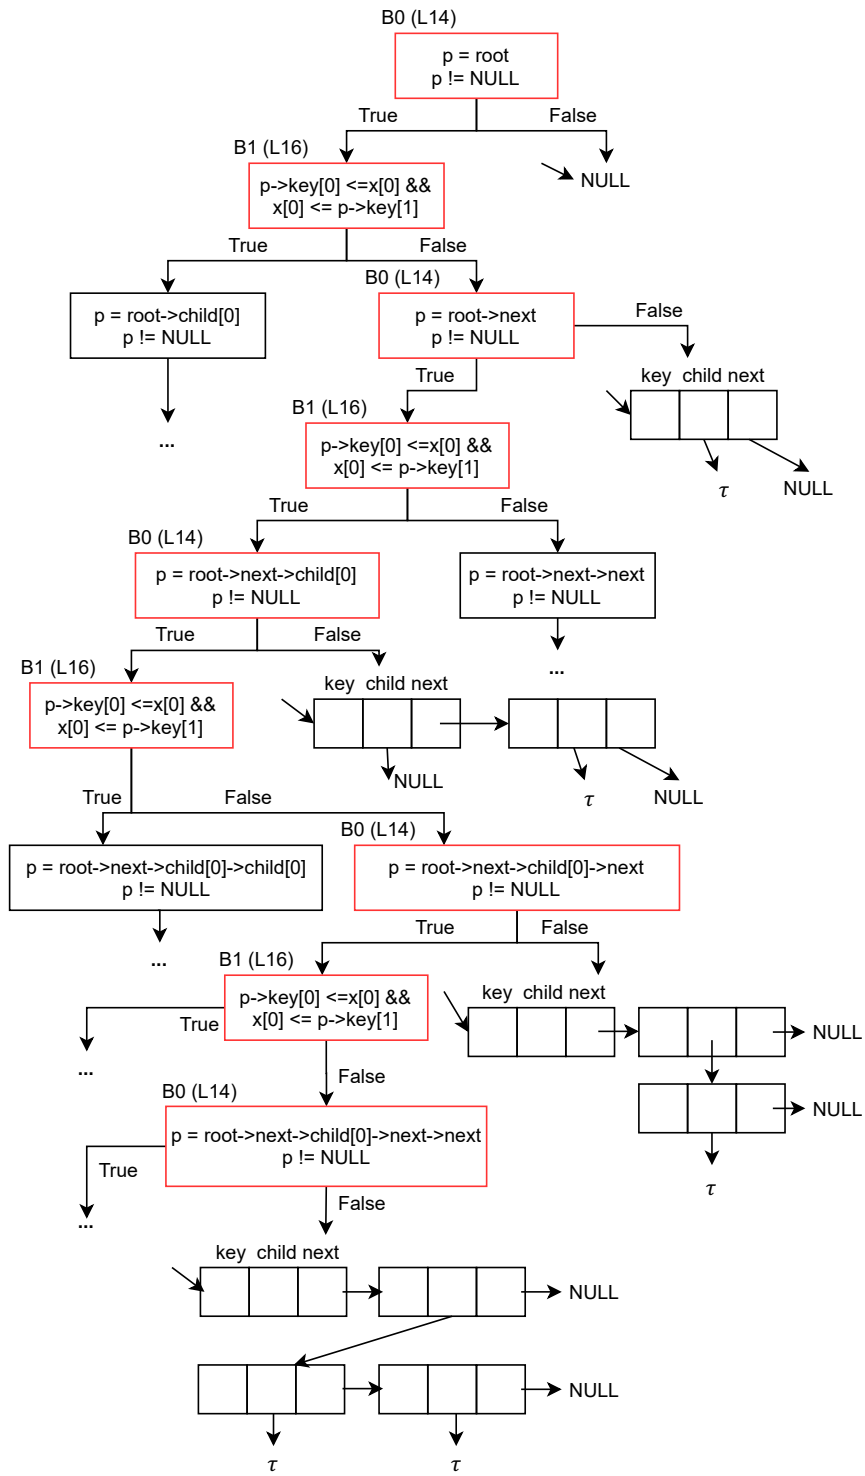 B0 (L14)
p = root
p != NULL
True
False
B1 (L16)
p->key[0] <=x[0] &&
x[0] <= p->key[1]
NULL
True
False
B0 (L14)
p = root->child[0]
p != NULL
p = root->next
p != NULL
False
True
...
key child next
B1 (L16)
p->key[0] <=x[0] &&
x[0] <= p->key[1]
τ
NULL
True
False
B0 (L14)
p = root->next->child[0]
p != NULL
p = root->next->next
p != NULL
True
False
...
B1 (L16)
p->key[0] <=x[0] &&
x[0] <= p->key[1]
key child next
NULL
τ
NULL
True
False
B0 (L14)
p = root->next->child[0]->child[0]
p != NULL
p = root->next->child[0]->next
p != NULL
True
False
...
B1 (L16)
p->key[0] <=x[0] &&
x[0] <= p->key[1]
key child next
True
NULL
...
False
B0 (L14)
NULL
p = root->next->child[0]->next->next
p != NULL
True
τ
False
...
key child next
NULL
NULL
τ
τ